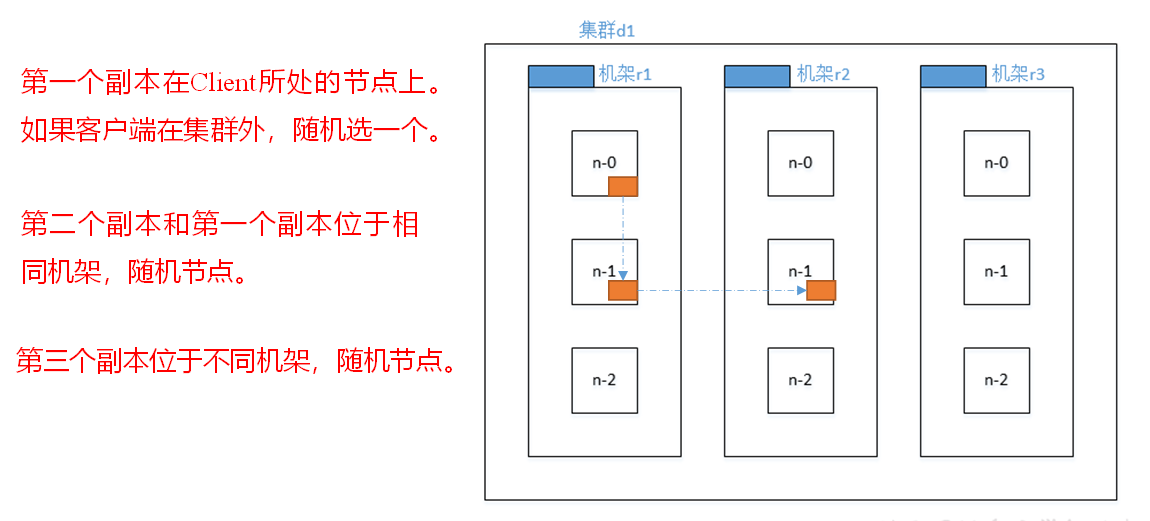 集群d1
机架r1
机架r2
机架r3
第一个副本在Client所处的节点上。
如果客户端在集群外，随机选一个。
第二个副本和第一个副本位于相
同机架，随机节点。
第三个副本位于不同机架，随机节点。
n-0
n-0
n-0
n-1
n-1
n-1
n-2
n-2
n-2